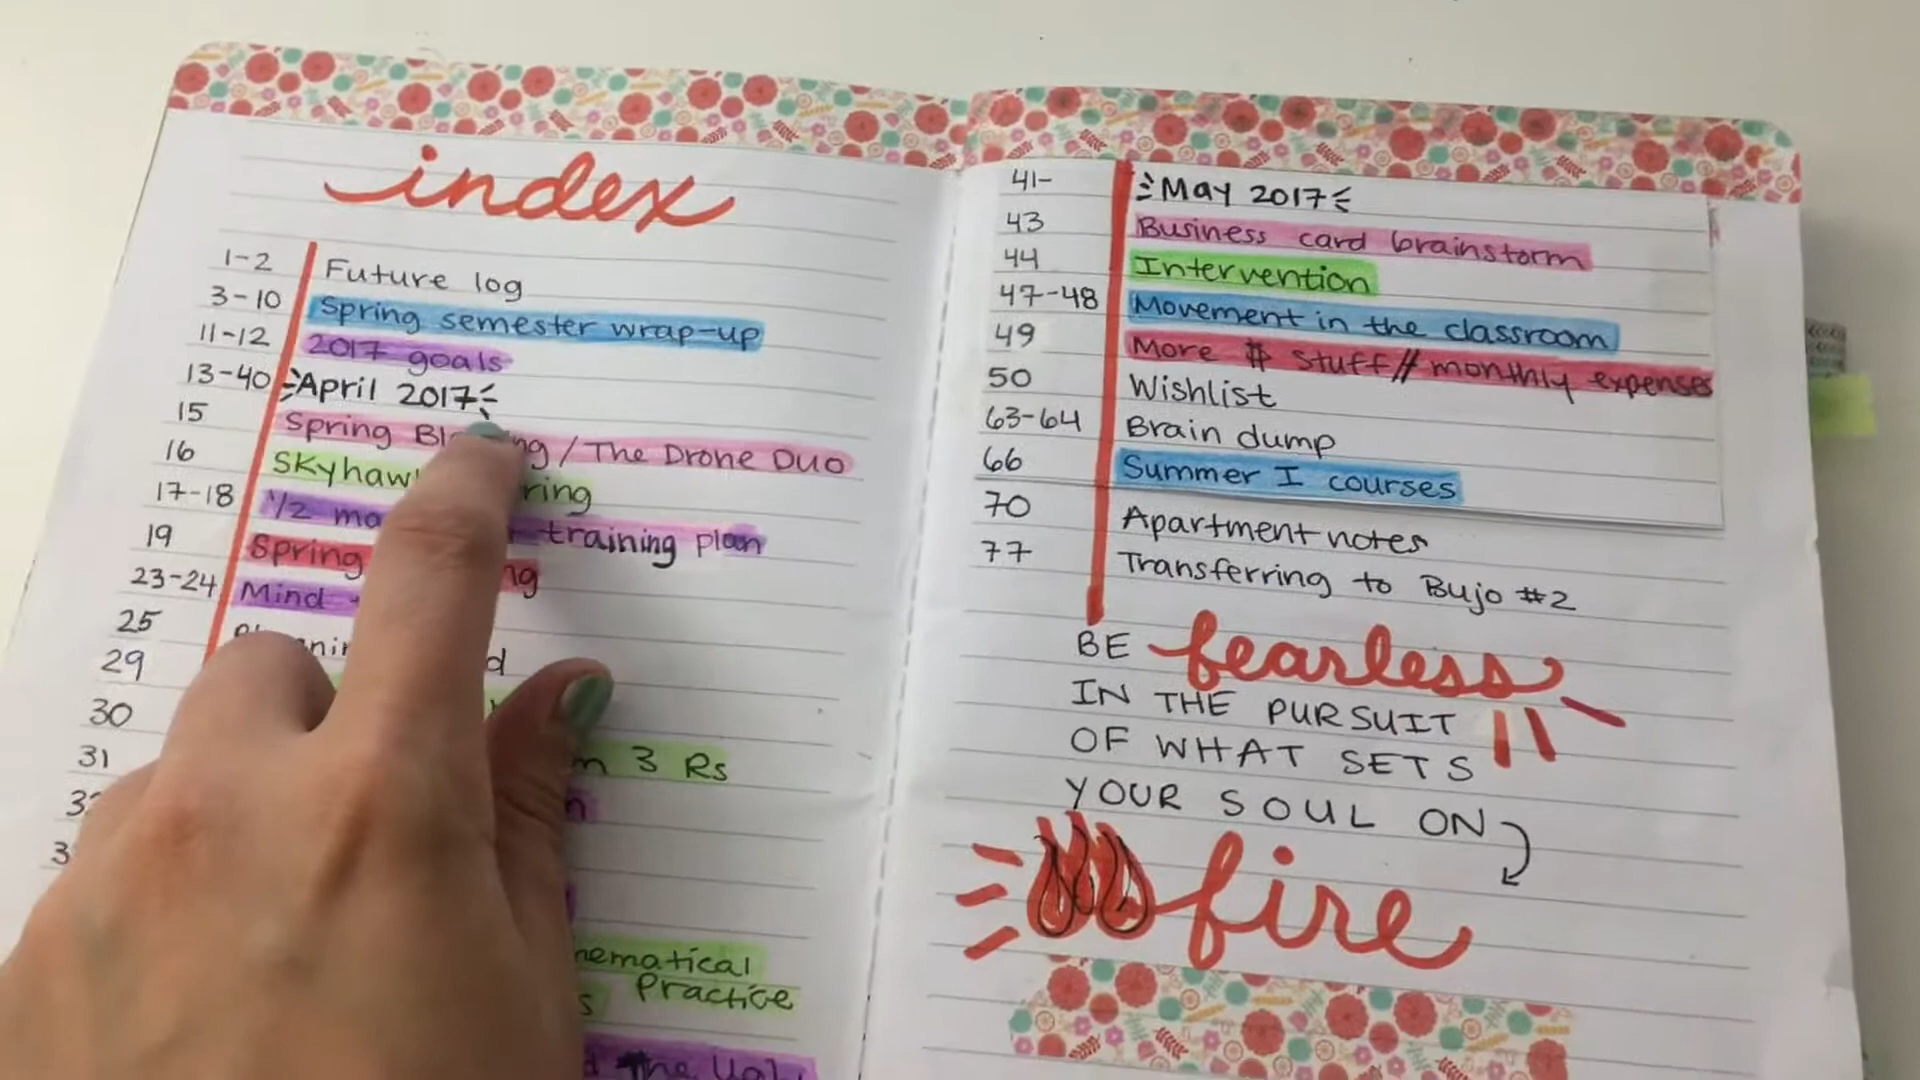 index
1-2 Future log
3-10 Spring semester wrap-up
11-12 2017 goals
13-40 April 2017
15 Spring / The Drone Duo
16
17-18 1/2 training plan
19 Spring
23-24 Mind
25
29
30
31 3 Rs
Practice
the Ugly
41- May 2017
43 Business card brainstorm
44 Intervention
47-48 Movement in the classroom
49 More $ stuff // monthly expenses
50 Wishlist
63-64 Brain dump
66 Summer I courses
70 Apartment notes
77 Transferring to Bujo #2
BE fearless
IN THE PURSUIT
OF WHAT SETS
YOUR SOUL ON
fire